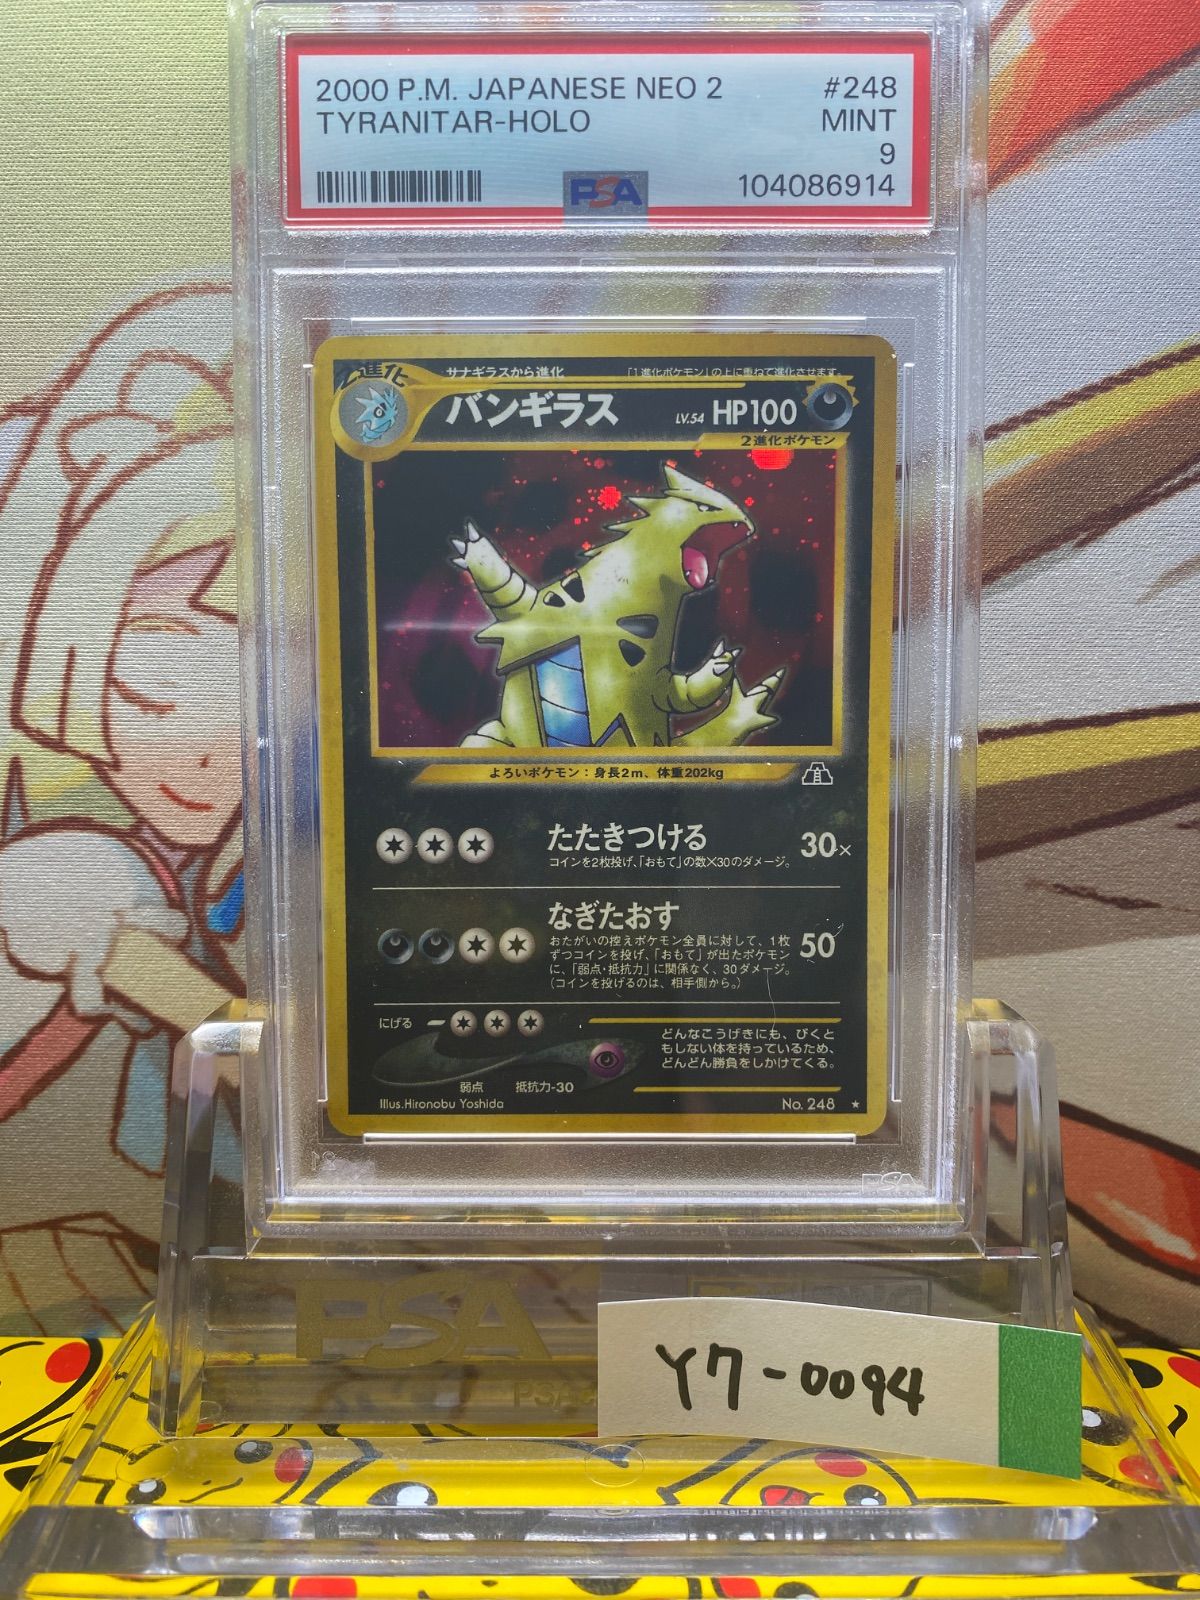 2000 P.M. JAPANESE NEO 2 #248
TYRANITAR-HOLO MINT
9
PSA 104086914
2進化 サナギラスから進化 「1進化ポケモン」の上に重ねて進化させます。
バンギラス LV.54 HP100
2進化ポケモン
よろいポケモン：身長2m、体重202kg
たたきつける 30×
コインを2枚投げ、「おもて」の数×30のダメージ。
なぎたおす 50
おたがいの控えポケモン全員に対して、1枚
ずつコインを投げ、「おもて」が出たポケモン
に、「弱点・抵抗力」に関係なく、30ダメージ。
(コインを投げるのは、相手側から。)
にげる
どんなこうげきにも、びくと
もしない体を持っているため、
どんどん勝負をしかけてくる。
弱点 抵抗力-30
Illus.Hironobu Yoshida No. 248 ★
PSA
PSA
Y7-0094